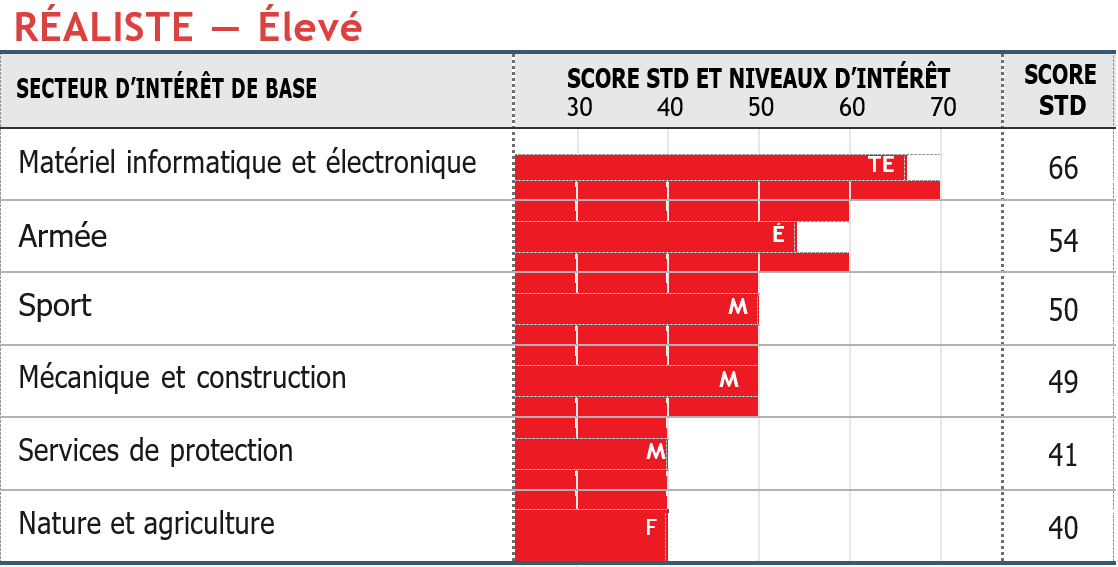 RÉALISTE — Élevé
SECTEUR D’INTÉRÊT DE BASE
SCORE STD ET NIVEAUX D’INTÉRÊT
30 40 50 60 70
SCORE
STD
Matériel informatique et électronique TE 66
Armée É 54
Sport M 50
Mécanique et construction M 49
Services de protection M 41
Nature et agriculture F 40